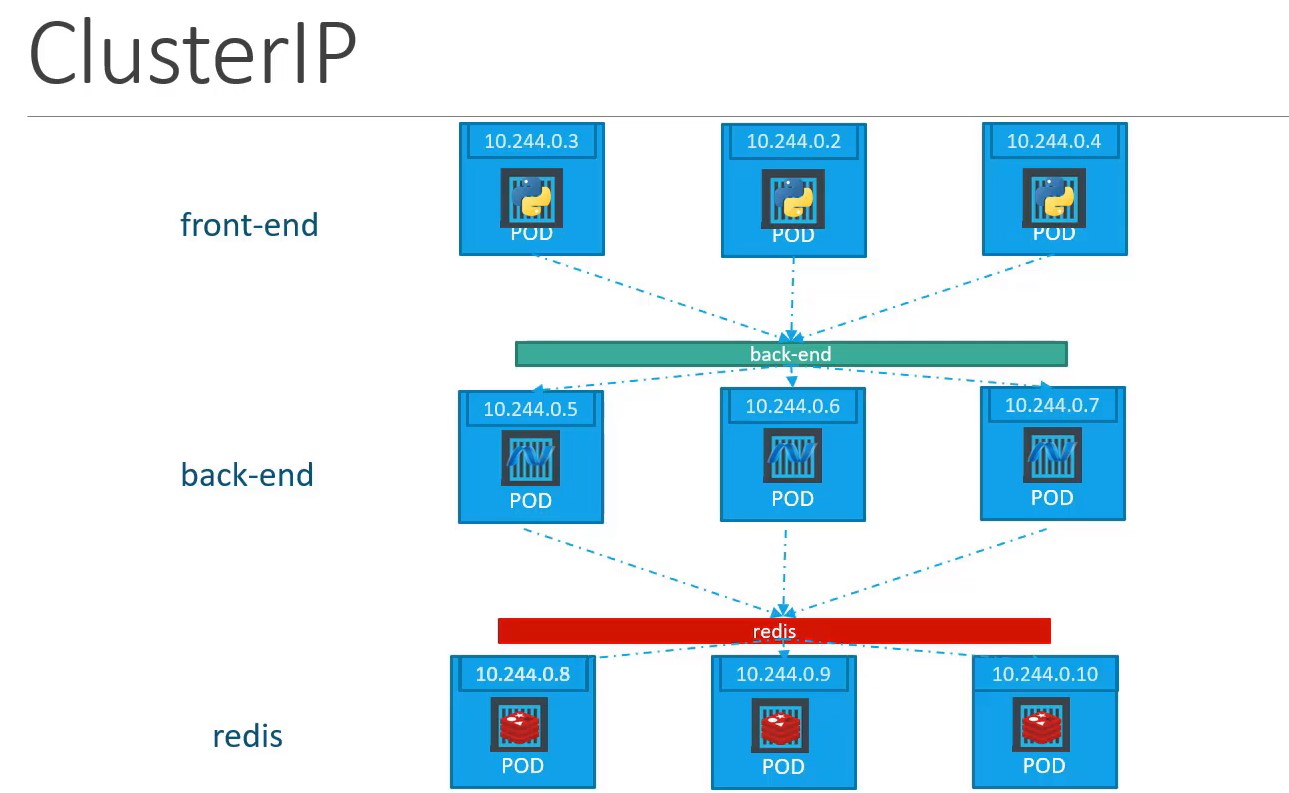 ClusterIP
10.244.0.3
10.244.0.2
10.244.0.4
front-end
POD
POD
POD
back-end
10.244.0.5
10.244.0.6
10.244.0.7
back-end
POD
POD
POD
redis
10.244.0.8
10.244.0.9
10.244.0.10
redis
POD
POD
POD